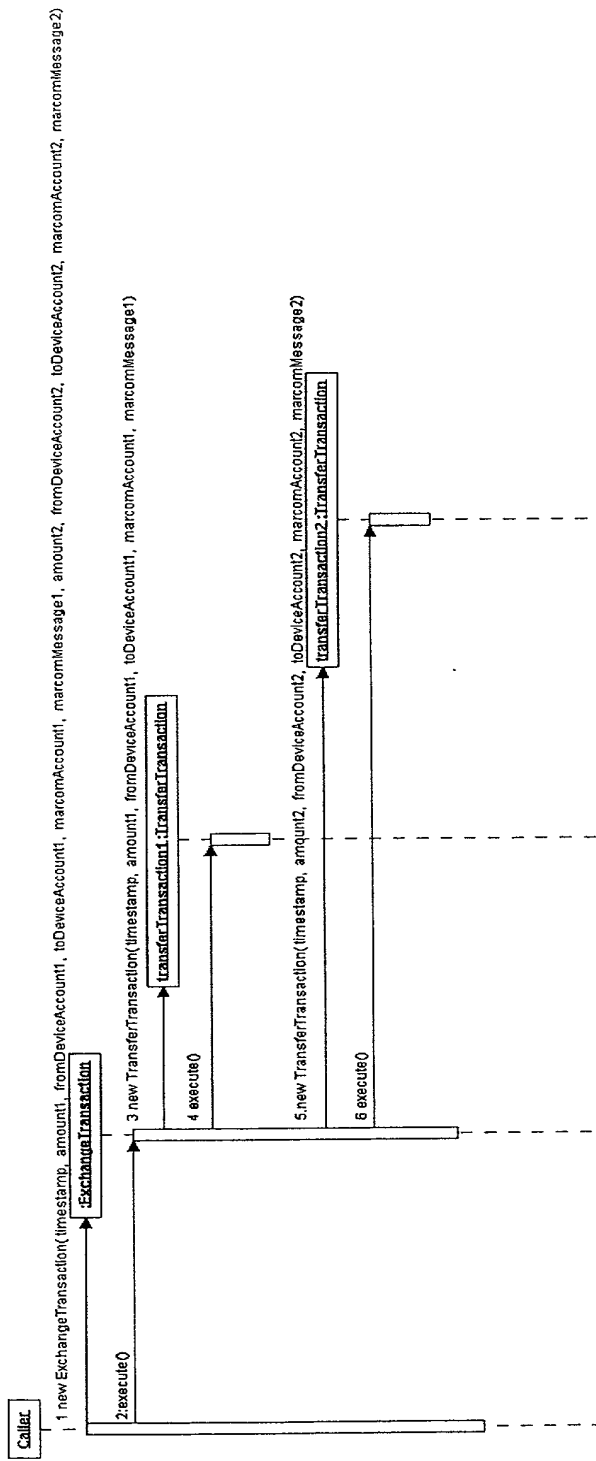 Caller
1 new ExchangeTransaction(timestamp, amount1, fromDeviceAccount1, toDeviceAccount1, marcomAccount1, marcomMessage1, amount2, fromDeviceAccount2, toDeviceAccount2, marcomAccount2, marcomMessage2)
:ExchangeTransaction
2:execute()
3 new TransferTransaction(timestamp, amount1, fromDeviceAccount1, toDeviceAccount1, marcomAccount1, marcomMessage1)
transferTransaction1:TransferTransaction
4 execute()
5.new TransferTransaction(timestamp, amount2, fromDeviceAccount2, toDeviceAccount2, marcomAccount2, marcomMessage2)
transferTransaction2:TransferTransaction
6 execute()